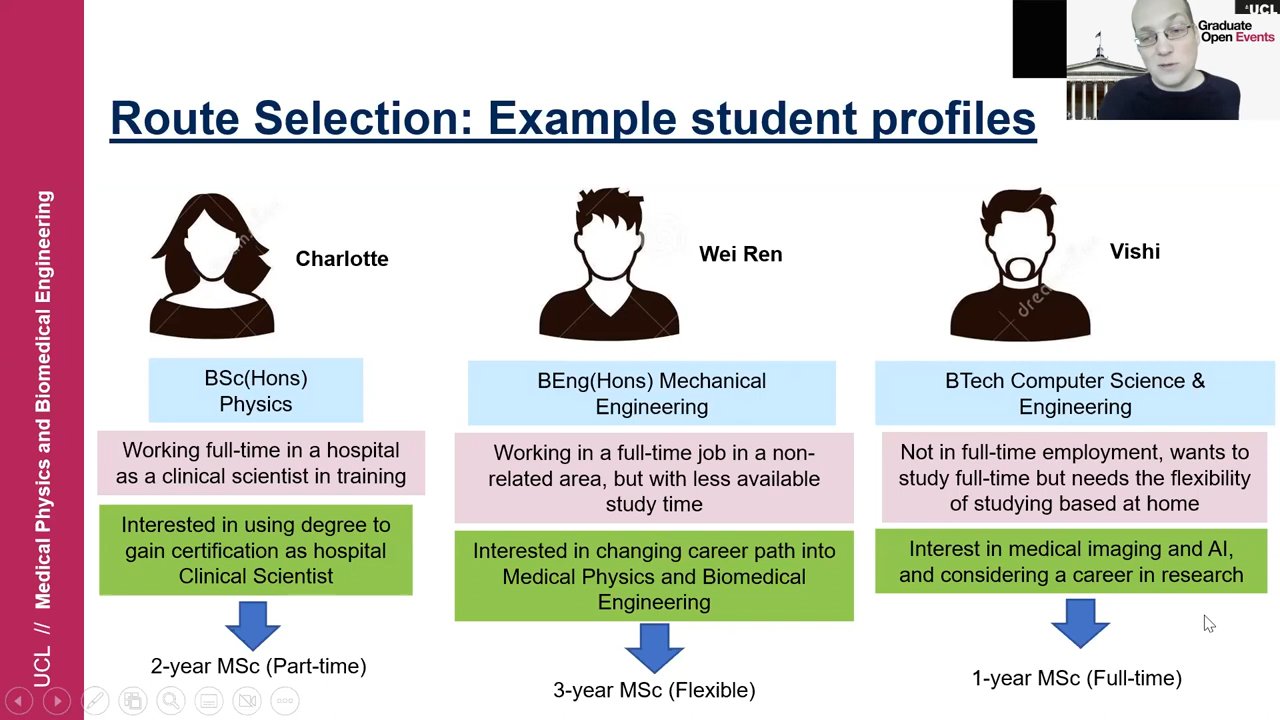 UCL
Graduate
Open Events
Route Selection: Example student profiles
UCL // Medical Physics and Biomedical Engineering
Charlotte
Wei Ren
Vishi
BSc(Hons)
Physics
Working full-time in a hospital
as a clinical scientist in training
Interested in using degree to
gain certification as hospital
Clinical Scientist
2-year MSc (Part-time)
BEng(Hons) Mechanical
Engineering
Working in a full-time job in a non-
related area, but with less available
study time
Interested in changing career path into
Medical Physics and Biomedical
Engineering
3-year MSc (Flexible)
BTech Computer Science &
Engineering
Not in full-time employment, wants to
study full-time but needs the flexibility
of studying based at home
Interest in medical imaging and AI,
and considering a career in research
1-year MSc (Full-time)